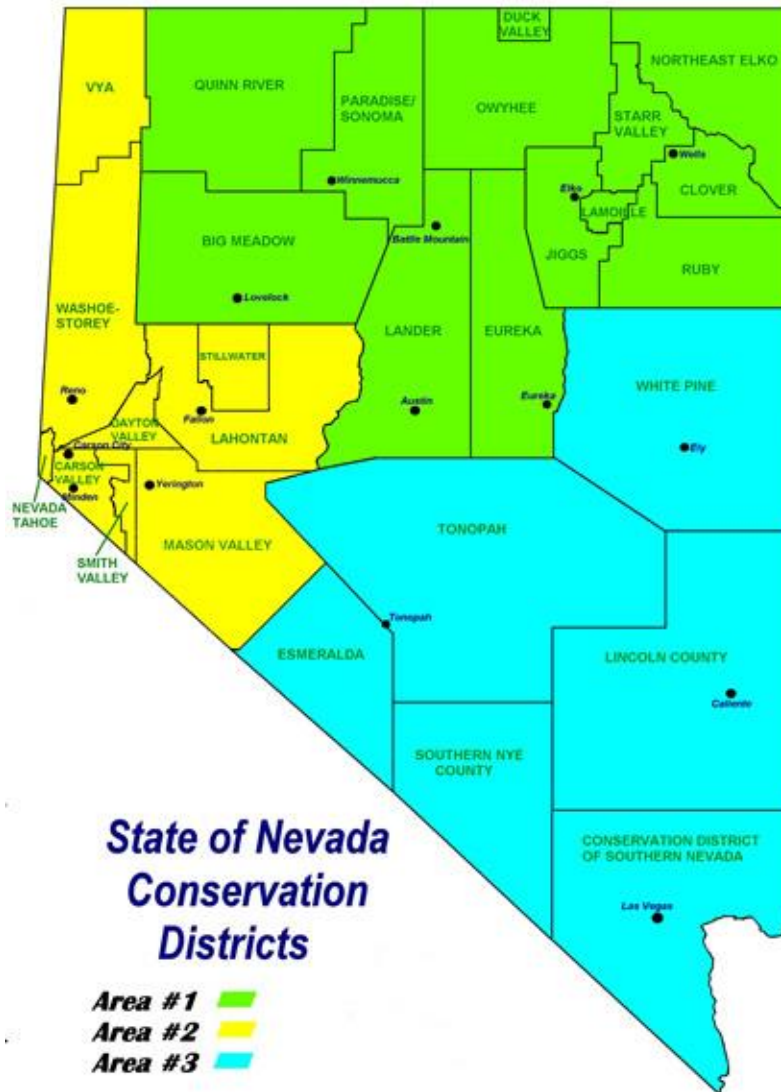 DUCK
VALLEY
NORTHEAST ELKO
VYA
QUINN RIVER
PARADISE/
SONOMA
OWYHEE
STARR
VALLEY
Wells
Winnemucca
Elko
CLOVER
LAMOILLE
BIG MEADOW
Battle Mountain
JIGGS
RUBY
Lovelock
WASHOE-
STOREY
LANDER
EUREKA
STILLWATER
WHITE PINE
Reno
Fallon
Austin
Eureka
DAYTON
VALLEY
LAHONTAN
Carson City
CARSON
VALLEY
Ely
Minden
Yerington
NEVADA
TAHOE
SMITH
VALLEY
MASON VALLEY
TONOPAH
Tonopah
ESMERALDA
LINCOLN COUNTY
Caliente
SOUTHERN NYE
COUNTY
CONSERVATION DISTRICT
OF SOUTHERN NEVADA
Las Vegas
State of Nevada
Conservation
Districts
Area #1
Area #2
Area #3